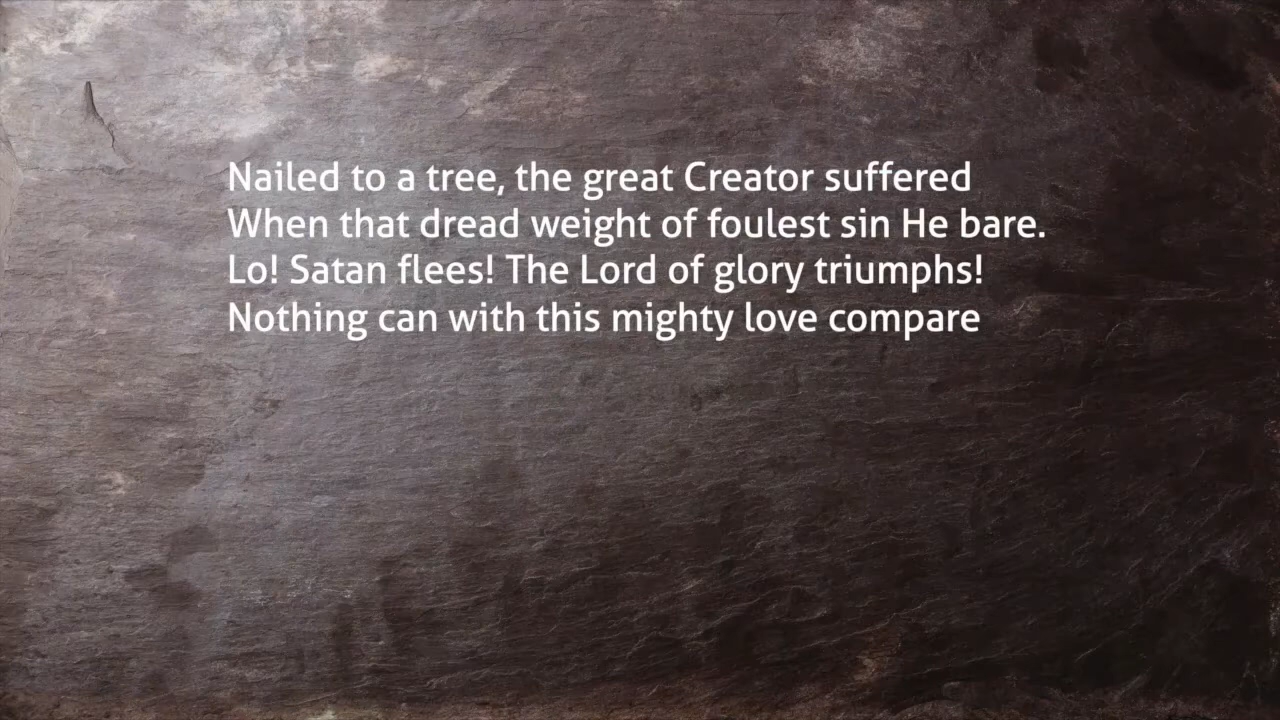 Nailed to a tree, the great Creator suffered
When that dread weight of foulest sin He bare.
Lo! Satan flees! The Lord of glory triumphs!
Nothing can with this mighty love compare